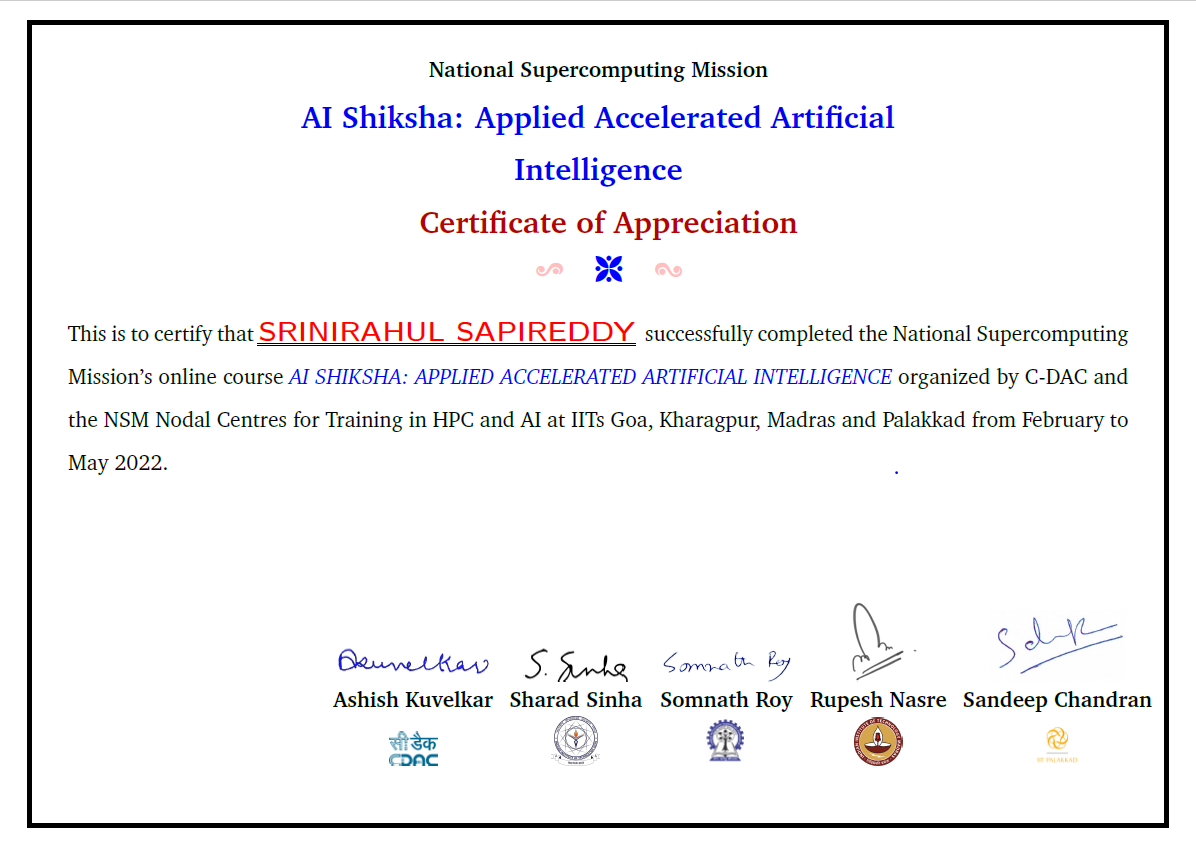 National Supercomputing Mission
AI Shiksha: Applied Accelerated Artificial
Intelligence
Certificate of Appreciation
This is to certify that SRINIRAHUL SAPIREDDY successfully completed the National Supercomputing
Mission's online course AI SHIKSHA: APPLIED ACCELERATED ARTIFICIAL INTELLIGENCE organized by C-DAC and
the NSM Nodal Centres for Training in HPC and AI at IITs Goa, Kharagpur, Madras and Palakkad from February to
May 2022.
S. Sinha
Somnath Roy
Ashish Kuvelkar Sharad Sinha Somnath Roy Rupesh Nasre Sandeep Chandran
सी डैक
CDAC
IIT PALAKKAD